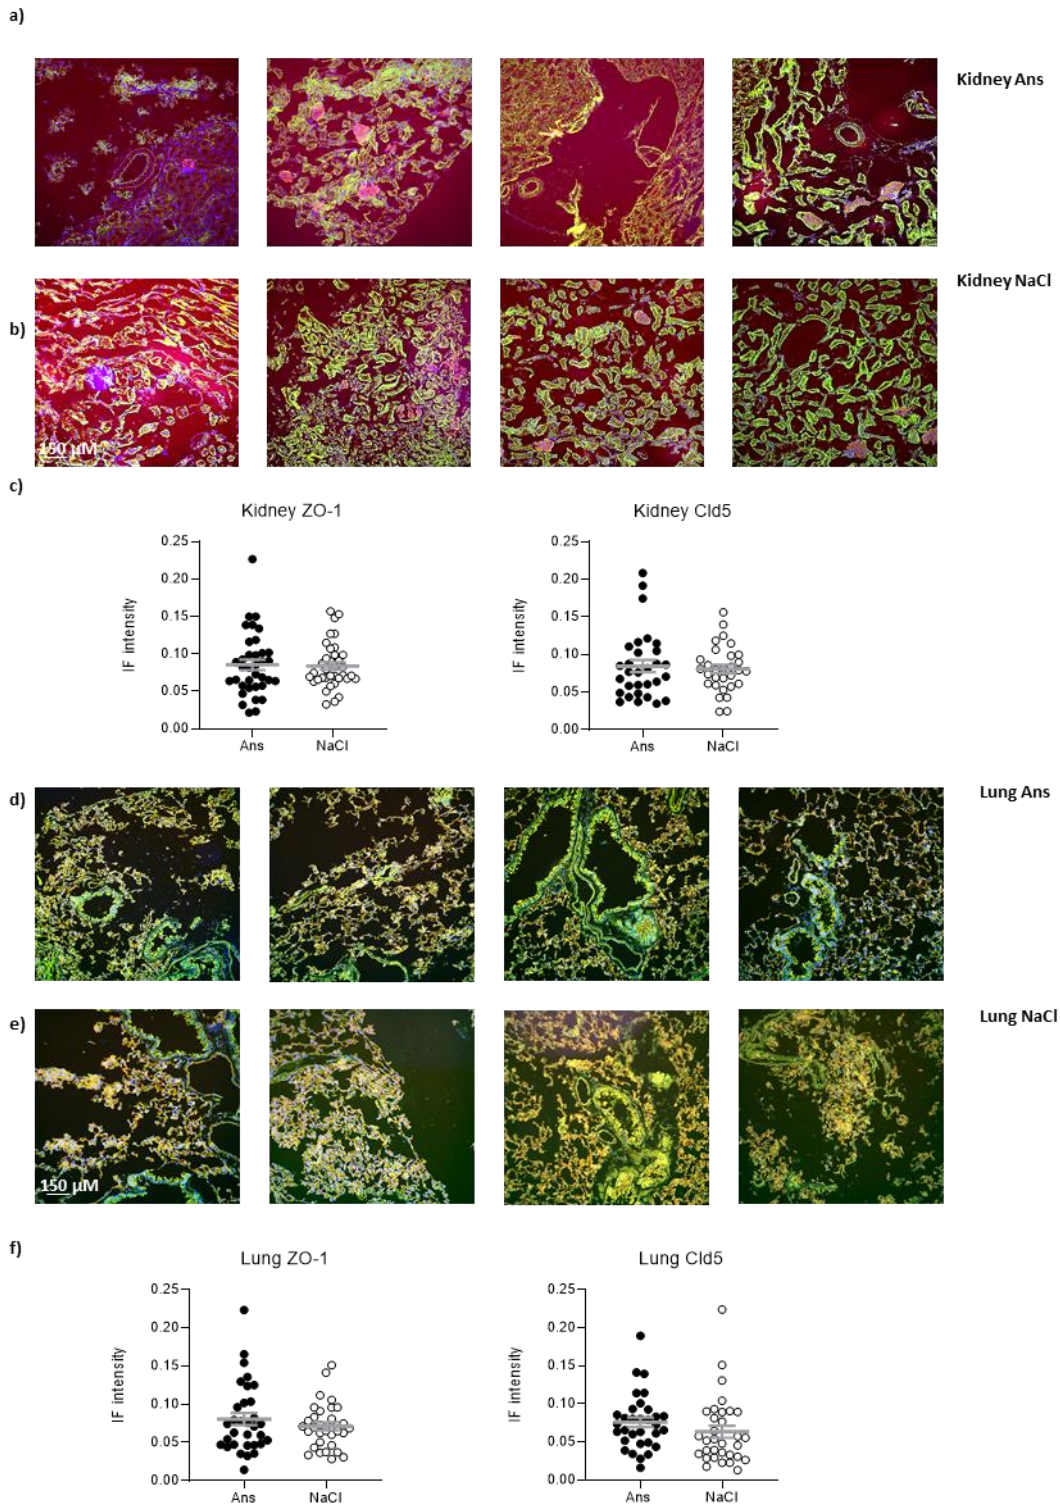 a)
Kidney Ans
Kidney NaCl
b)
150 µM
c)
Kidney ZO-1
Kidney Cld5
0.25
0.20
0.15
0.10
0.05
0.00
IF intensity
Ans
NaCl
0.25
0.20
0.15
0.10
0.05
0.00
IF intensity
Ans
NaCl
d)
Lung Ans
e)
Lung NaCl
150 µM
f)
Lung ZO-1
Lung Cld5
0.25
0.20
0.15
0.10
0.05
0.00
IF intensity
Ans
NaCl
0.25
0.20
0.15
0.10
0.05
0.00
IF intensity
Ans
NaCl